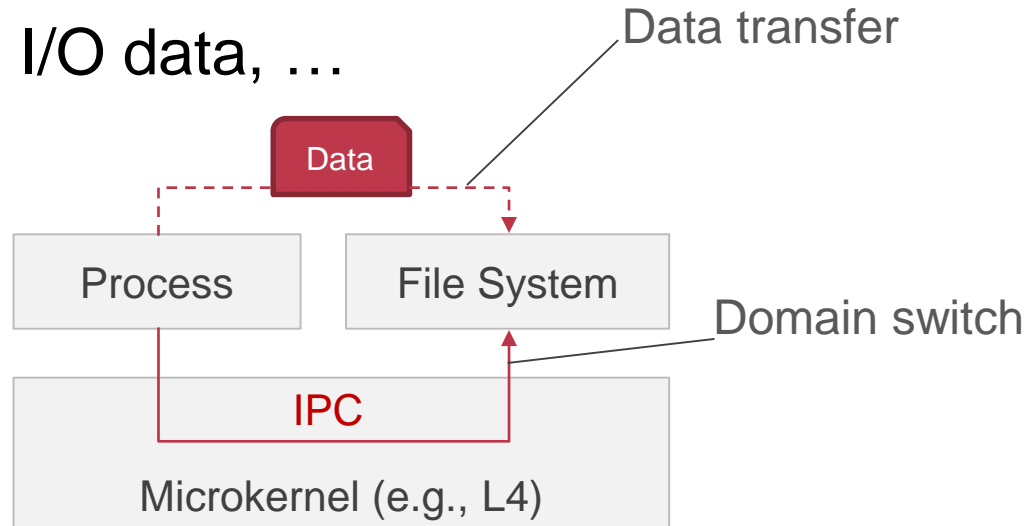 Data transfer
I/O data, …
Data
Process
File System
Domain switch
IPC
Microkernel (e.g., L4)